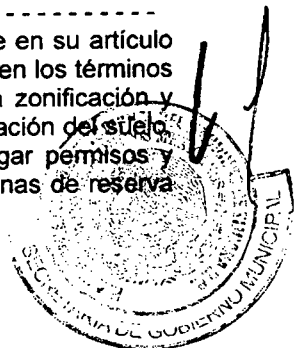 e en su artículo
en los términos
a zonificación y
ación del suelo,
gar permisos y
nas de reserva
SECRETARIA DE GOBIERNO MUNICIPAL